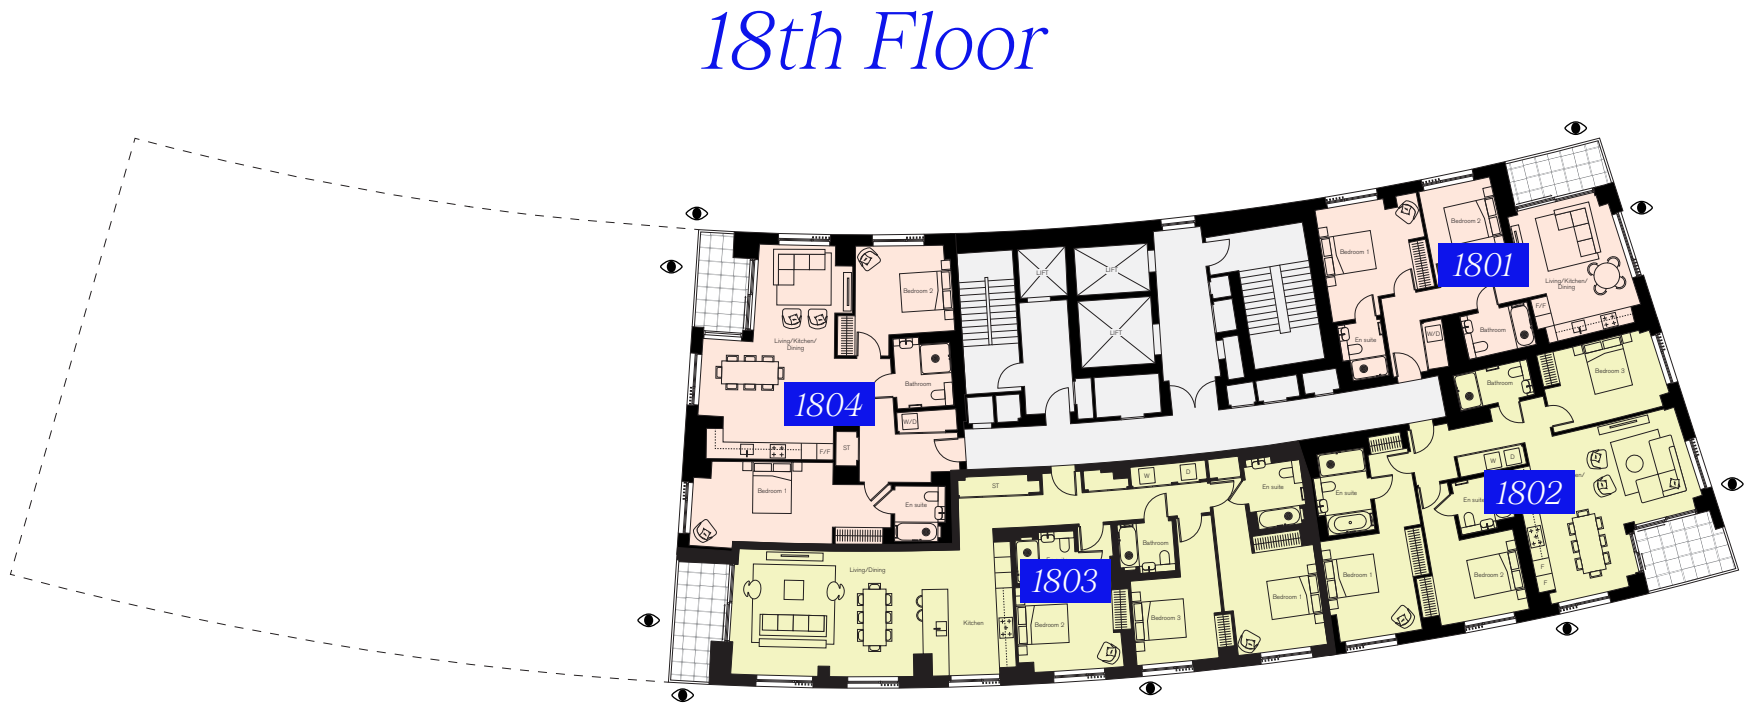 18th Floor
Bedroom 2
LIFT
LIFT
LIFT
Bedroom 1
Bedroom 2
1801
Living/Kitchen/
Dining
F/F
Bathroom
W/D
En suite
Living/Kitchen/
Dining
Bathroom
1804
W/D
F/F
ST
Bedroom 1
En suite
Bedroom 3
Bathroom
W
D
En suite
En suite
1802
F
F
Bedroom 1
Bedroom 2
ST
W
D
En suite
Bathroom
Living/Dining
1803
Kitchen
Bedroom 2
Bedroom 3
Bedroom 1